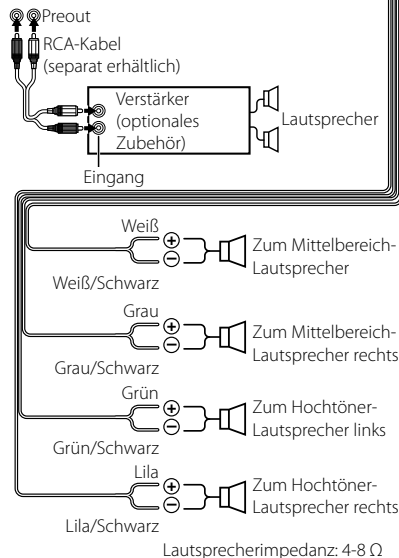 Preout
RCA-Kabel
(separat erhältlich)
Verstärker
(optionales
Zubehör)
Lautsprecher
Eingang
Weiß
Zum Mittelbereich-
Lautsprecher
Weiß/Schwarz
Grau
Zum Mittelbereich-
Lautsprecher rechts
Grau/Schwarz
Grün
Zum Hochtöner-
Lautsprecher links
Grün/Schwarz
Lila
Zum Hochtöner-
Lautsprecher rechts
Lila/Schwarz
Lautsprecherimpedanz: 4-8 Ω